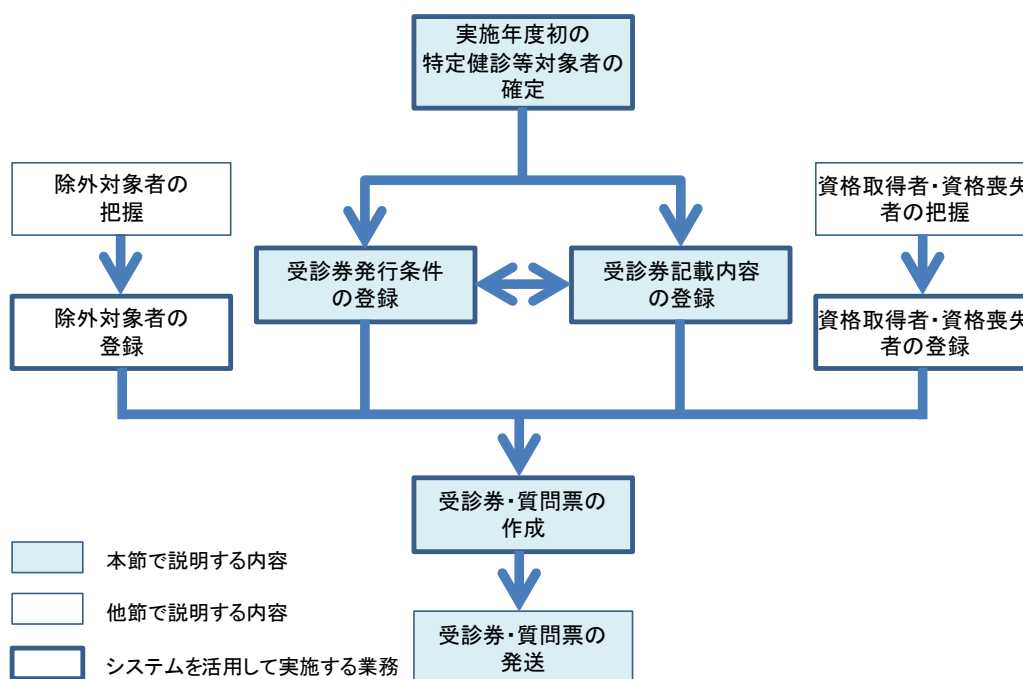 実施年度初の
特定健診等対象者の
確定
除外対象者の
把握
資格取得者・資格喪失
者の把握
受診券発行条件
の登録
受診券記載内容
の登録
除外対象者の
登録
資格取得者・資格喪失
者の登録
受診券・質問票の
作成
本節で説明する内容
他節で説明する内容
受診券・質問票の
発送
システムを活用して実施する業務